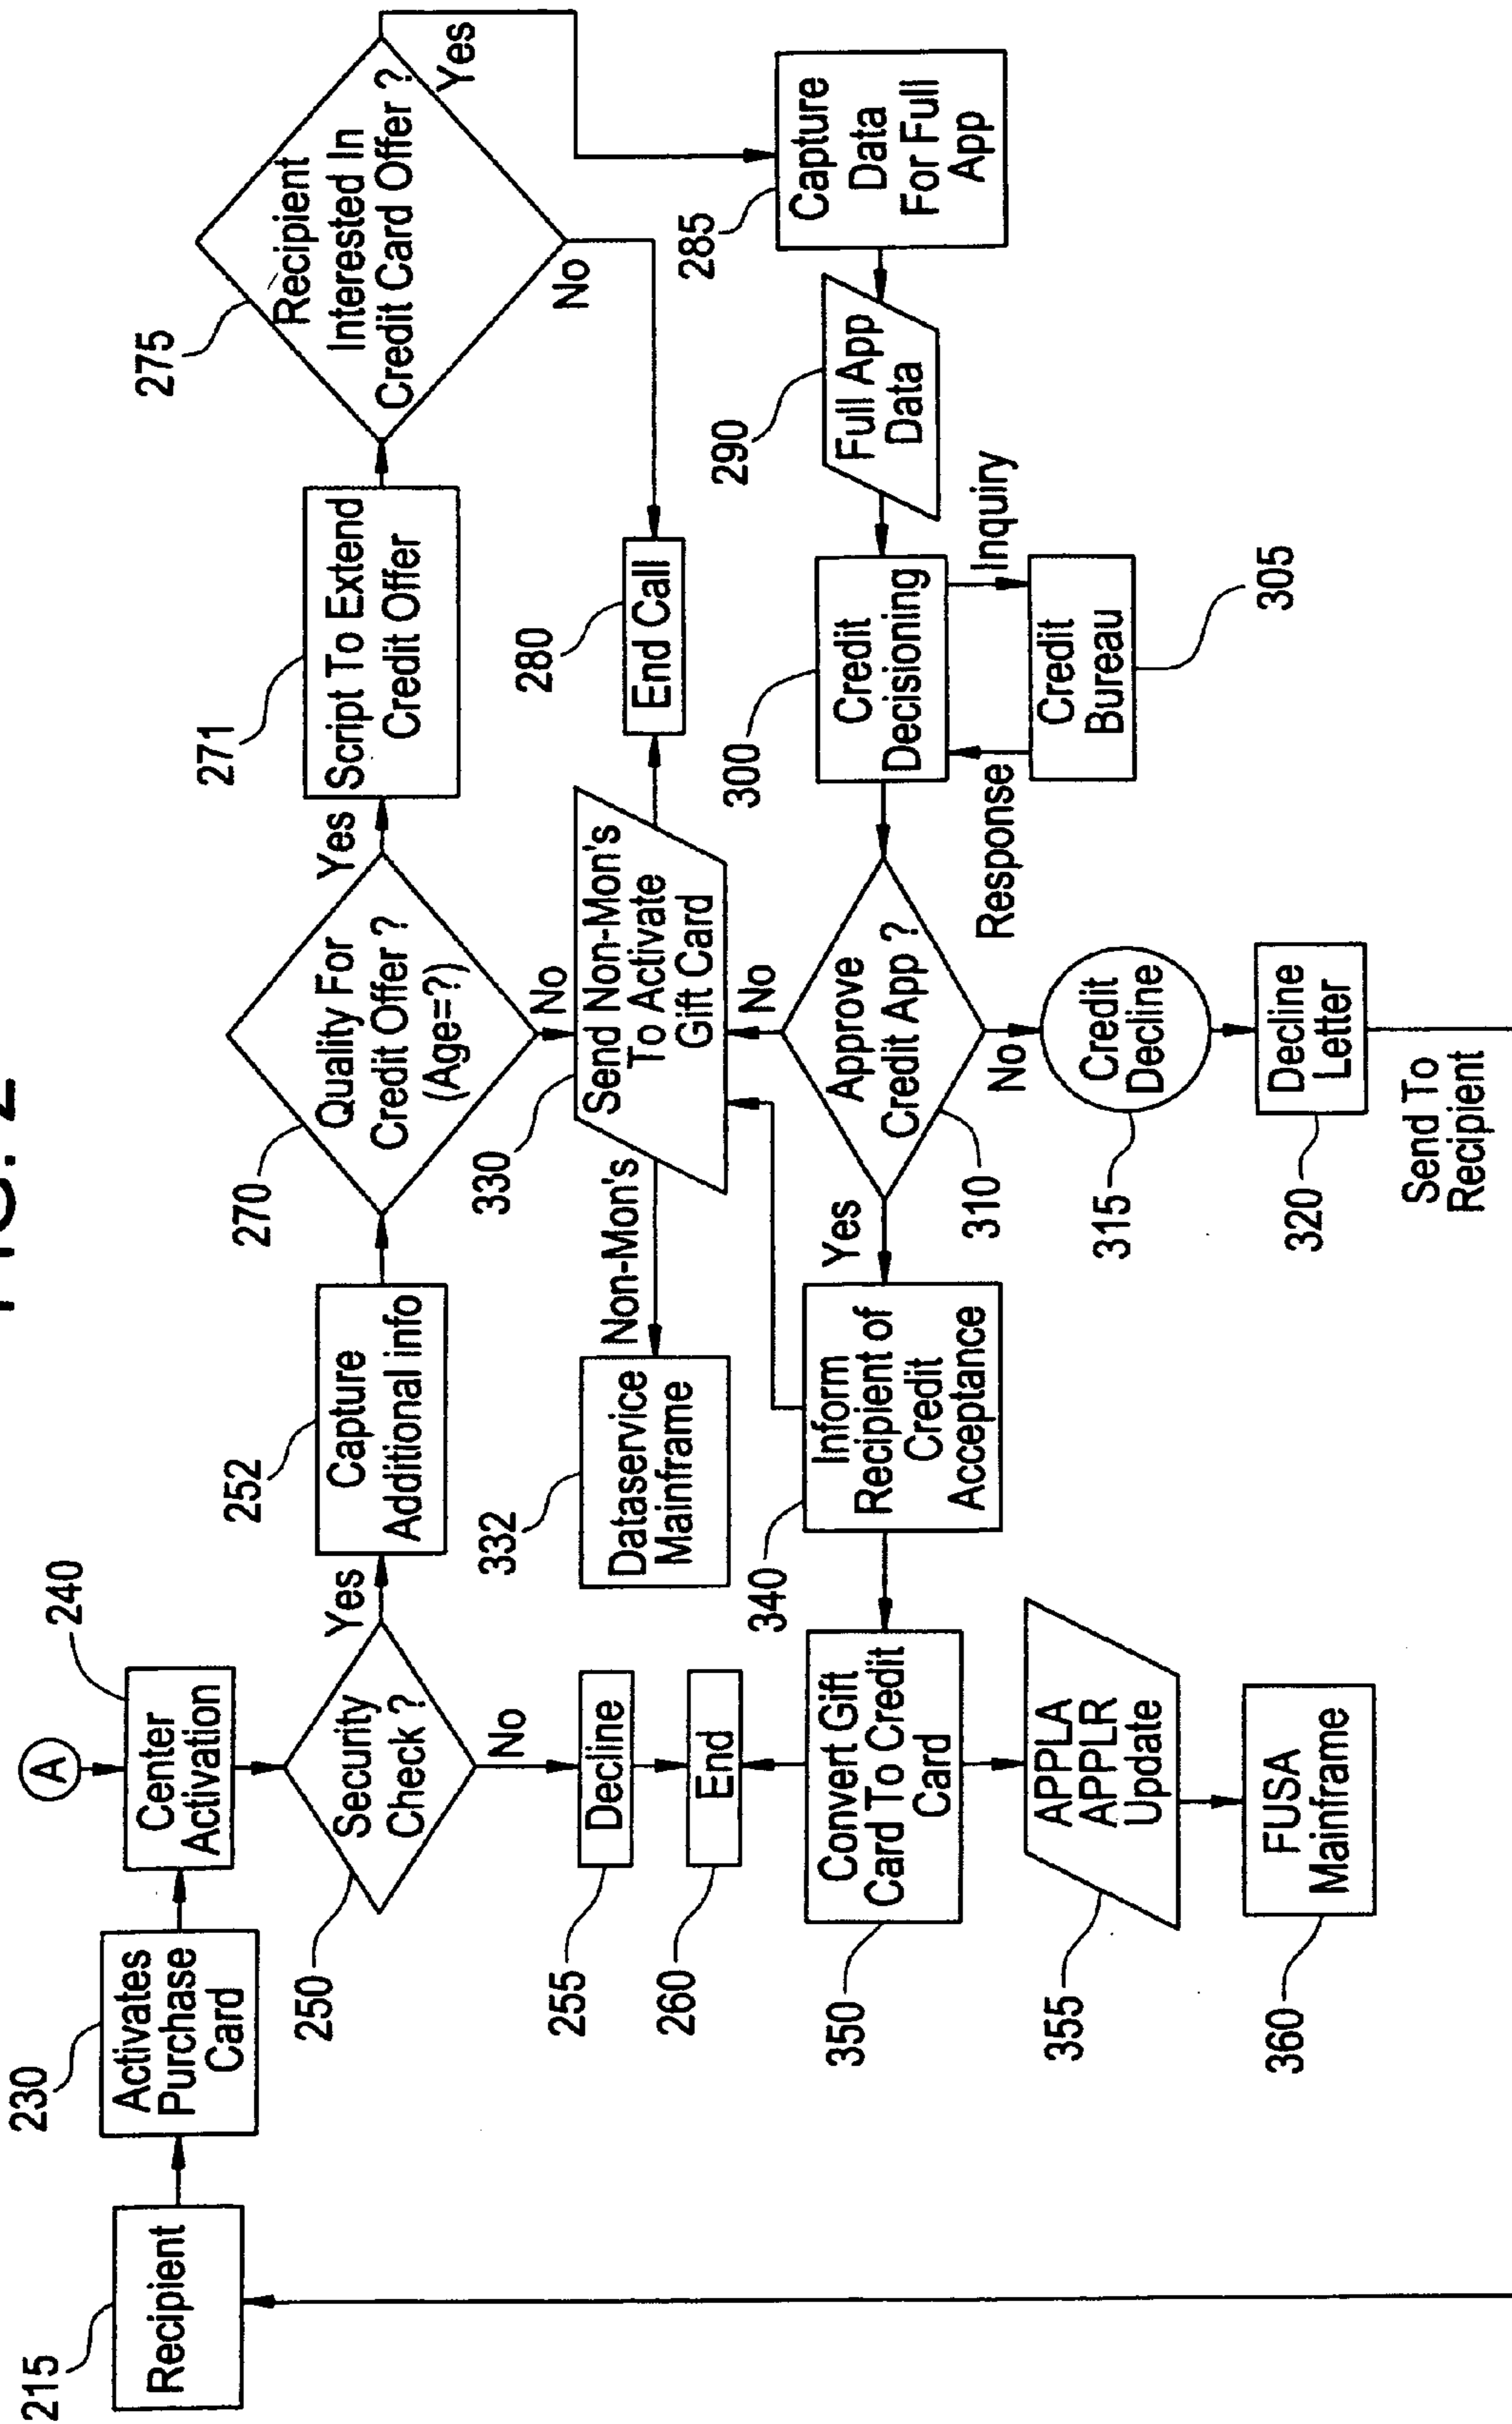 FIG. 2
215
Recipient
230
Activates
Purchase
Card
A
240
Center
Activation
250
Security
Check ?
Yes
No
252
Capture
Additional info
270
Quality For
Credit Offer ?
(Age=?)
Yes
No
271
Script To Extend
Credit Offer
275
Recipient
Interested In
Credit Card Offer ?
Yes
No
255
Decline
260
End
332
Dataservice
Mainframe
Non-Mon's
330
Send Non-Mon's
To Activate
Gift Card
280
End Call
285
Capture
Data
For Full
App
290
Full App
Data
300
Credit
Decisioning
Inquiry
Response
Credit
Bureau
305
Approve
Credit App ?
310
No
No
Yes
340
Inform
Recipient of
Credit
Acceptance
350
Convert Gift
Card To Credit
Card
355
APPLA
APPLR
Update
360
FUSA
Mainframe
315
Credit
Decline
320
Decline
Letter
Send To
Recipient